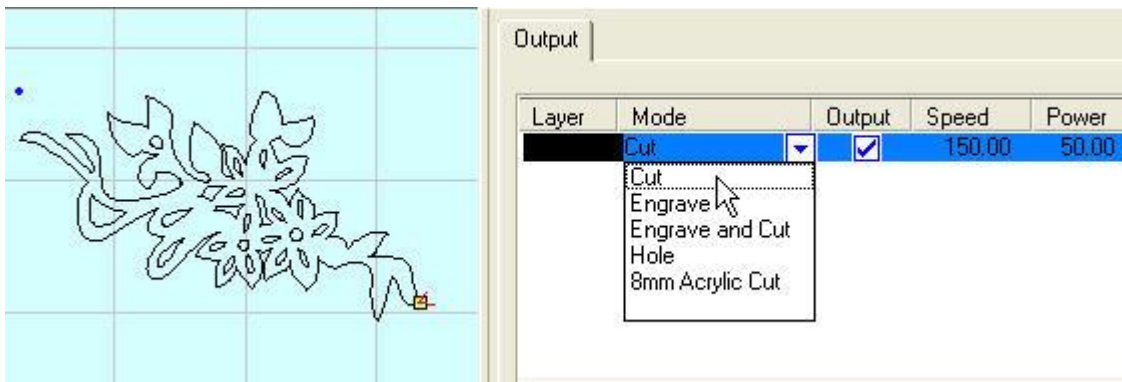 Output
Layer Mode Output Speed Power
Cut 150.00 50.00
Cut
Engrave
Engrave and Cut
Hole
8mm Acrylic Cut